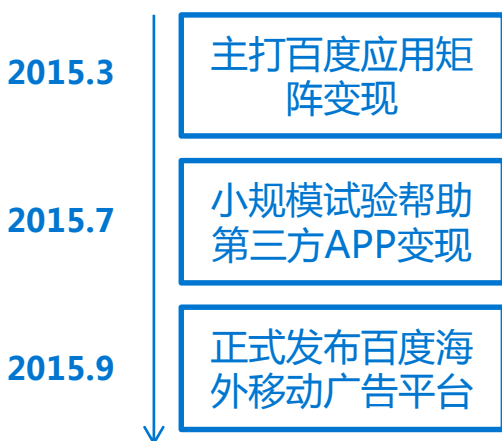 2015.3
主打百度应用矩
阵变现
2015.7
小规模试验帮助
第三方APP变现
2015.9
正式发布百度海
外移动广告平台